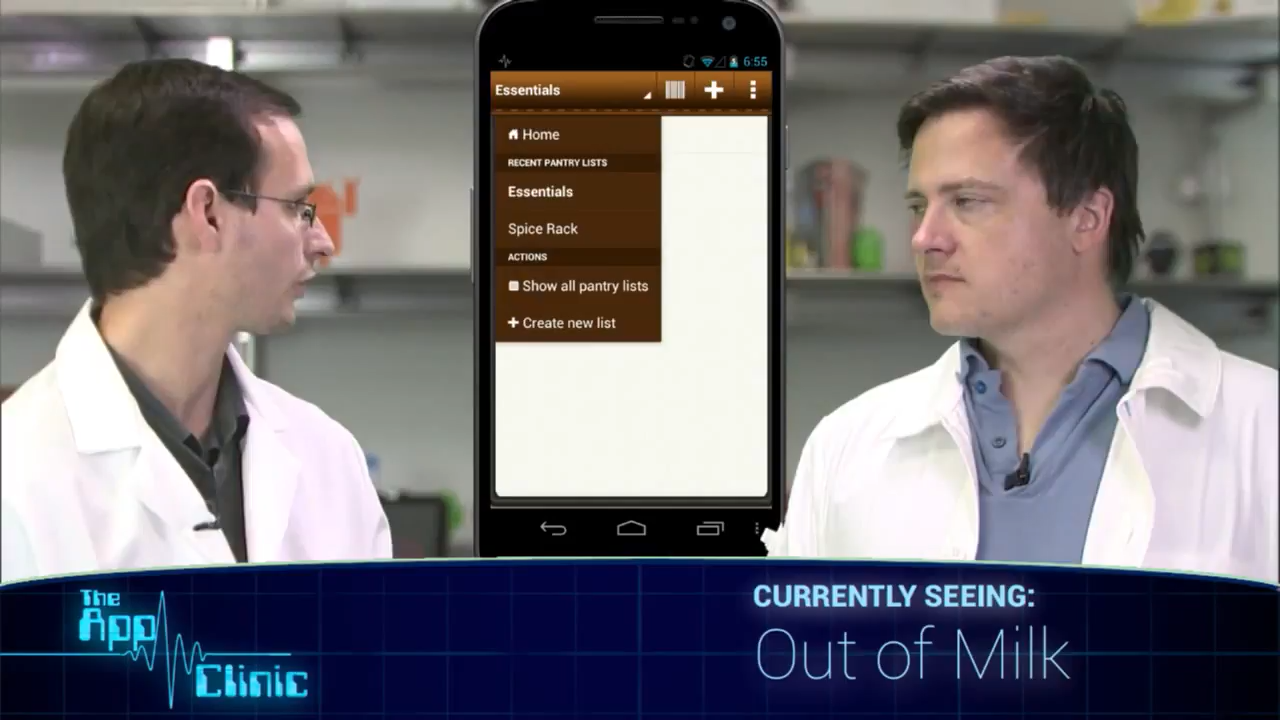 6:55
Essentials
Home
RECENT PANTRY LISTS
Essentials
Spice Rack
ACTIONS
Show all pantry lists
Create new list
The
App
Clinic
CURRENTLY SEEING:
Out of Milk